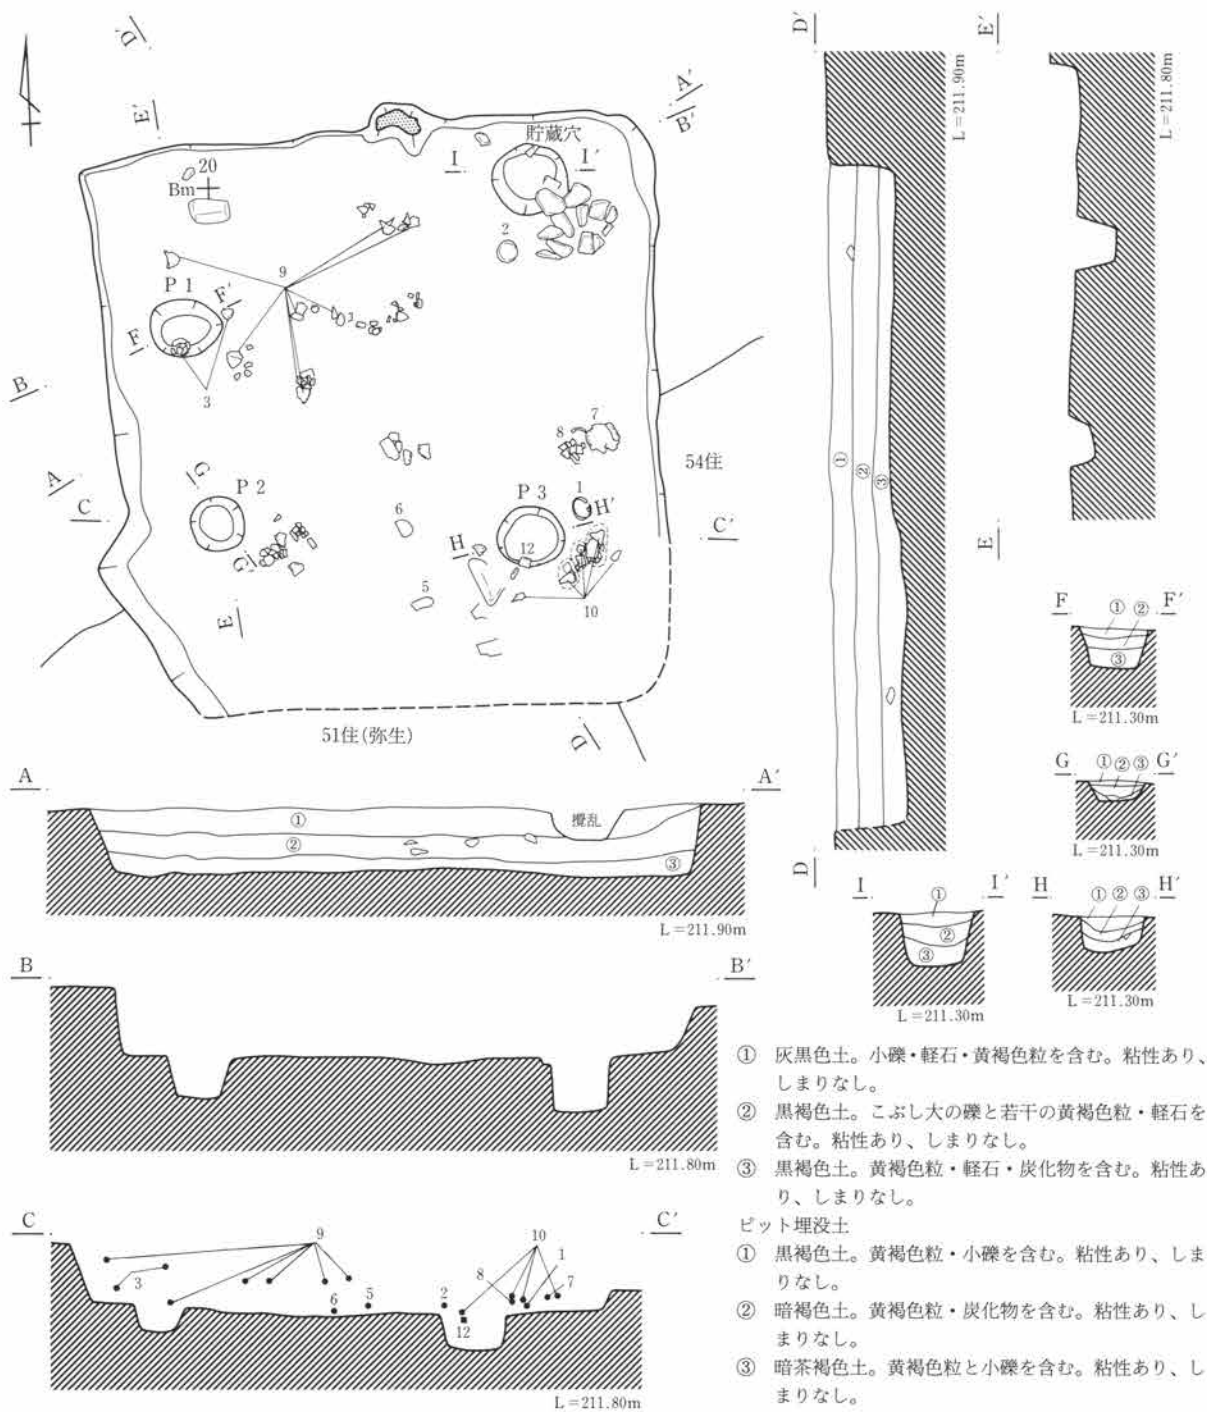 D'
E'
A'
B'
貯蔵穴
I
I'
20
Bm
2
9
P 1
F'
F
3
B
7
8
54住
A
G
P 2
P 3
1
H'
C
C'
6
H
12
G'
5
10
E
51住(弥生)
D
D'
L=211.90m
①
②
③
D
E'
L=211.80m
E
F
F'
① ②
③
L=211.30m
G
G'
① ② ③
L=211.30m
I
I'
①
②
③
L=211.30m
H
H'
① ② ③
L=211.30m
A
A'
①
攪乱
②
③
L=211.90m
B
B'
L=211.80m
C
C'
9
10
1
3
8
7
6
5
2
12
L=211.80m
① 灰黒色土。小礫・軽石・黄褐色粒を含む。粘性あり、
しまりなし。
② 黒褐色土。こぶし大の礫と若干の黄褐色粒・軽石を
含む。粘性あり、しまりなし。
③ 黒褐色土。黄褐色粒・軽石・炭化物を含む。粘性あ
り、しまりなし。
ピット埋没土
① 黒褐色土。黄褐色粒・小礫を含む。粘性あり、しま
りなし。
② 暗褐色土。黄褐色粒・炭化物を含む。粘性あり、し
まりなし。
③ 暗茶褐色土。黄褐色粒と小礫を含む。粘性あり、し
まりなし。